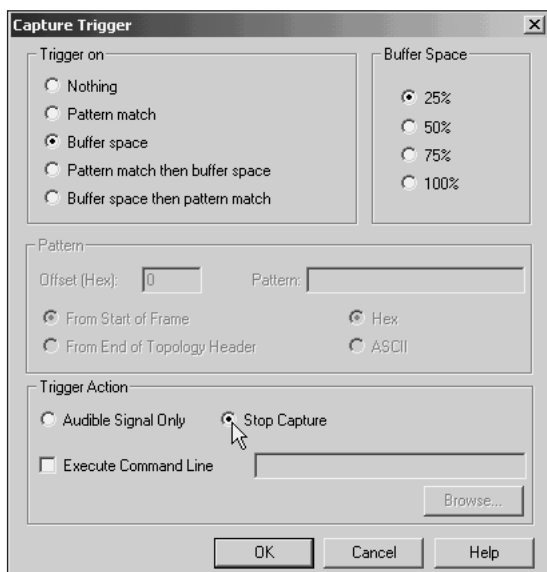 Capture Trigger
Trigger on
Nothing
Pattern match
Buffer space
Pattern match then buffer space
Buffer space then pattern match
Buffer Space
25%
50%
75%
100%
Pattern
Offset (Hex): 0 Pattern:
From Start of Frame Hex
From End of Topology Header ASCII
Trigger Action
Audible Signal Only Stop Capture
Execute Command Line
Browse...
OK Cancel Help